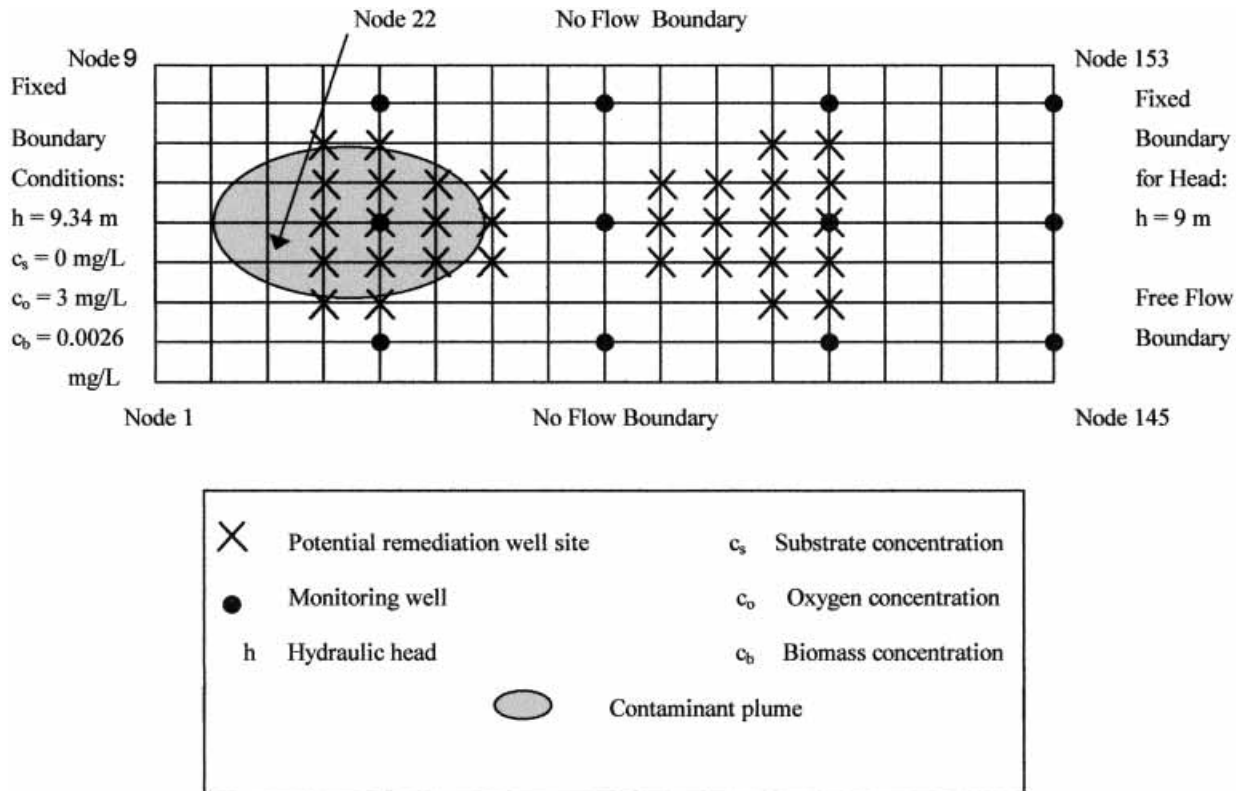 Node 22
No Flow Boundary
Node 9
Node 153
Fixed
Boundary
Conditions:
h = 9.34 m
cs = 0 mg/L
co = 3 mg/L
cb = 0.0026
mg/L
Fixed
Boundary
for Head:
h = 9 m
Free Flow
Boundary
Node 1
No Flow Boundary
Node 145
Potential remediation well site
cs Substrate concentration
Monitoring well
co Oxygen concentration
h Hydraulic head
cb Biomass concentration
Contaminant plume